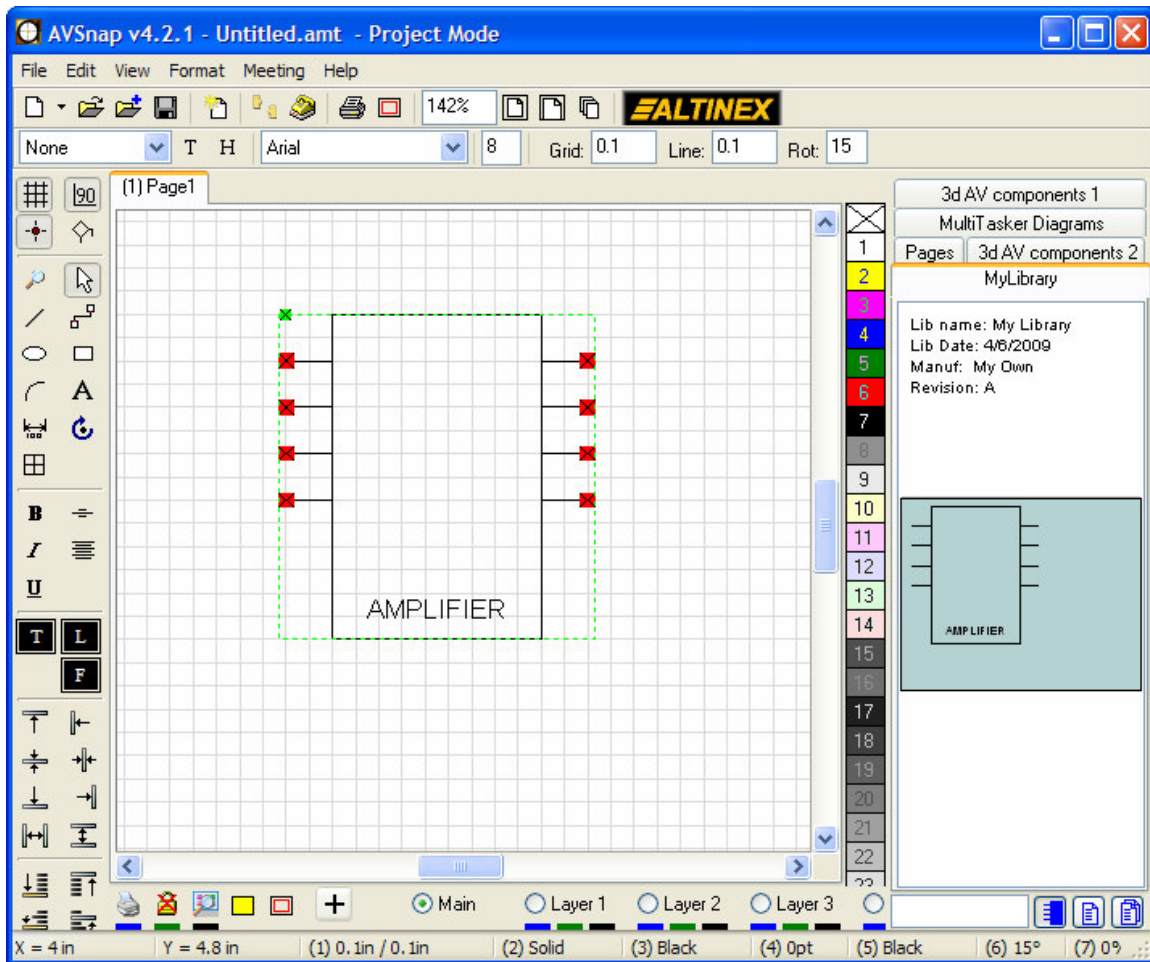 AVSnap v4.2.1 - Untitled.amt - Project Mode
File Edit View Format Meeting Help
142% ALTINEX
None T H Arial 8 Grid: 0.1 Line: 0.1 Rot: 15
90
(1) Page1
3d AV components 1
MultiTasker Diagrams
Pages 3d AV components 2
MyLibrary
Lib name: My Library
Lib Date: 4/6/2009
Manuf: My Own
Revision: A
AMPLIFIER
A
100
B
I
U
T L
F
AMPLIFIER
1
2
3
4
5
6
7
8
9
10
11
12
13
14
15
16
17
18
19
20
21
22
23
Main Layer 1 Layer 2 Layer 3
X = 4 in Y = 4.8 in (1) 0.1in / 0.1in (2) Solid (3) Black (4) 0pt (5) Black (6) 15° (7) 0%